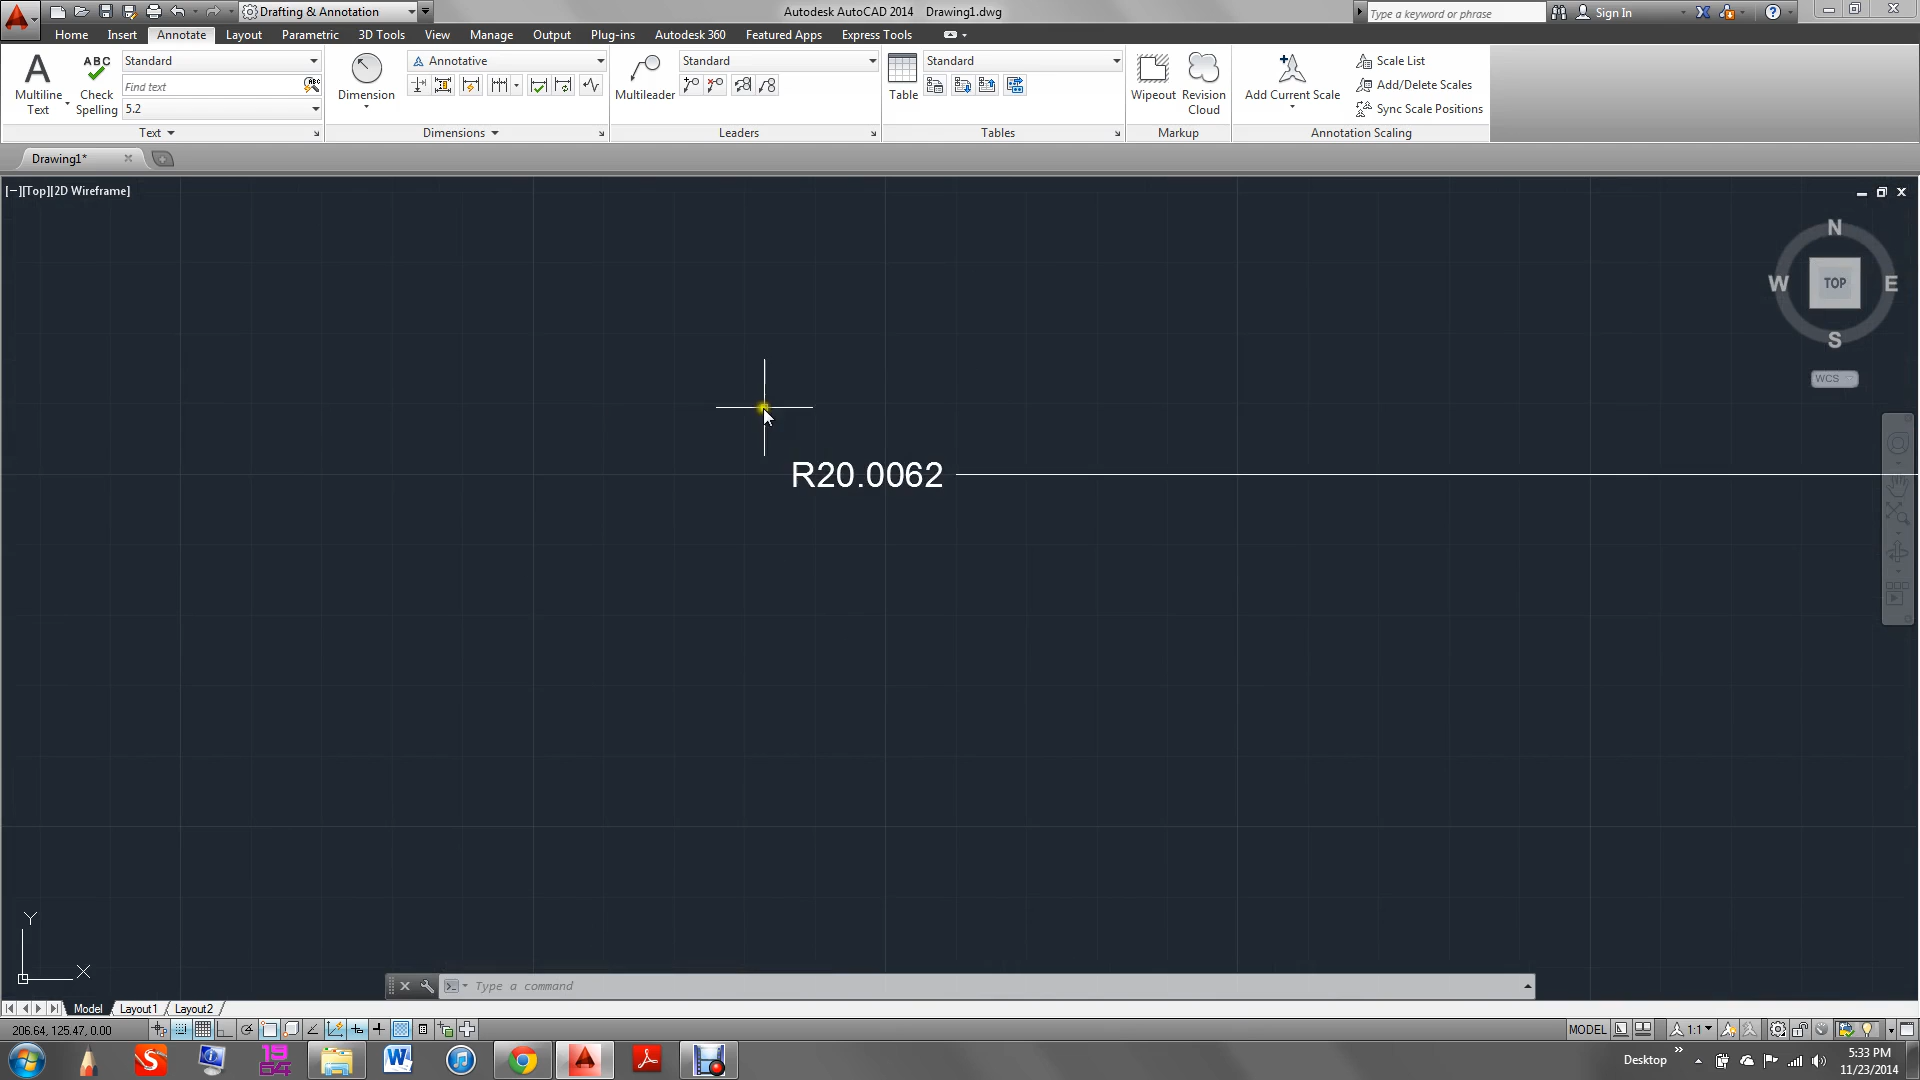 Drafting & Annotation
Autodesk AutoCAD 2014 Drawing1.dwg
Type a keyword or phrase
Sign In
Home Insert Annotate Layout Parametric 3D Tools View Manage Output Plug-ins Autodesk 360 Featured Apps Express Tools
A
Multiline
Text
ABC
Check
Spelling
Standard
Find text
5.2
Dimension
Annotative
Multileader
Standard
Table
Standard
Wipeout
Revision
Cloud
Add Current Scale
Scale List
Add/Delete Scales
Sync Scale Positions
Text Dimensions Leaders Tables Markup Annotation Scaling
Drawing1*
[−][Top][2D Wireframe]
N
W TOP E
S
WCS
R20.0062
Y
X
Type a command
Model Layout1 Layout2
206.64, 125.47, 0.00
MODEL
1:1
Desktop
5:33 PM
11/23/2014